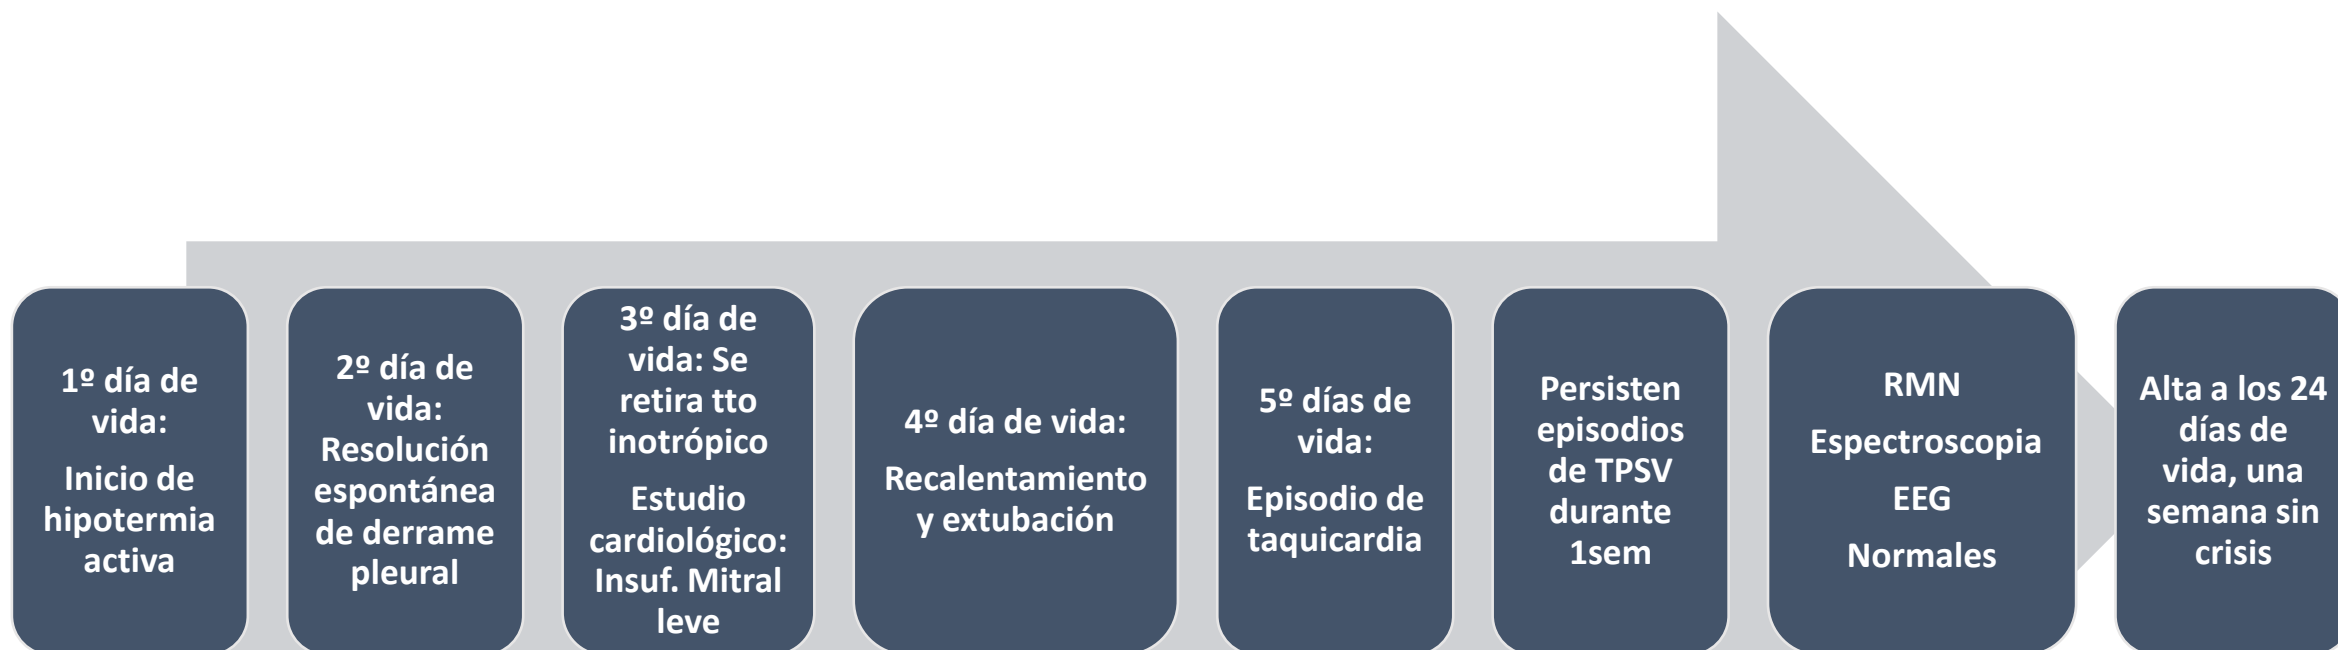 1º día de
vida:
Inicio de
hipotermia
activa
2º día de
vida:
Resolución
espontánea
de derrame
pleural
3º día de
vida: Se
retira tto
inotrópico
Estudio
cardiológico:
Insuf. Mitral
leve
4º día de vida:
Recalentamiento
y extubación
5º días de
vida:
Episodio de
taquicardia
Persisten
episodios
de TPSV
durante
1sem
RMN
Espectroscopia
EEG
Normales
Alta a los 24
días de
vida, una
semana sin
crisis